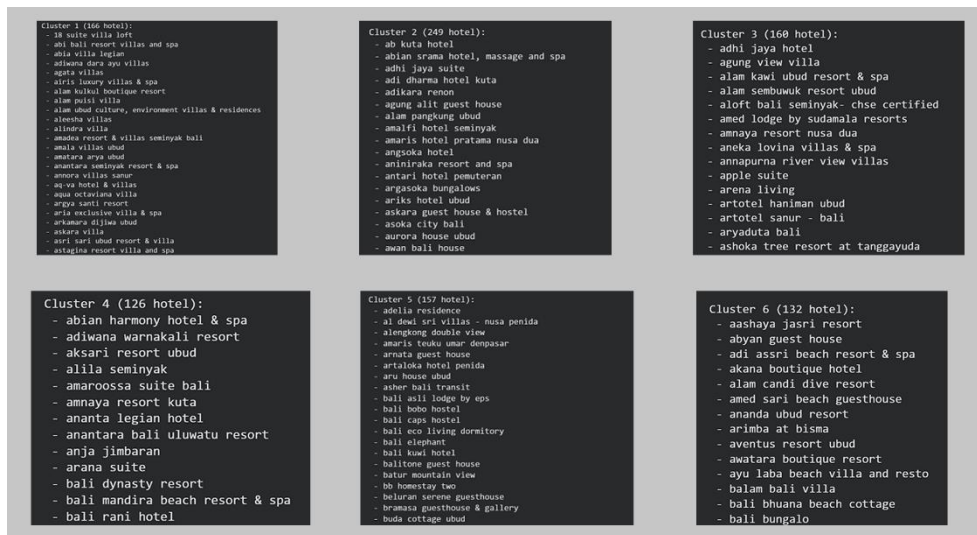 Cluster 1 (166 hotel):
- 18 suite villa loft
- abi bali resort villas and spa
- abia villa legian
- adiwana dara ayu villas
- agata villas
- airis luxury villas & spa
- alam kulkul boutique resort
- alam puisi villa
- alam ubud culture, environment villas & residences
- aleesha villas
- alindra villa
- amadea resort & villas seminyak bali
- amala villas ubud
- amatara arya ubud
- anantara seminyak resort & spa
- annora villas sanur
- aq-va hotel & villas
- aqua octaviana villa
- argya santi resort
- aria exclusive villa & spa
- arkamara dijiwa ubud
- askara villa
- asri sari ubud resort & villa
- astagina resort villa and spa
Cluster 2 (249 hotel):
- ab kuta hotel
- abian srama hotel, massage and spa
- adhi jaya suite
- adi dharma hotel kuta
- adikara renon
- agung alit guest house
- alam pangkung ubud
- amalfi hotel seminyak
- amaris hotel pratama nusa dua
- angsoka hotel
- aniniraka resort and spa
- antari hotel pemuteran
- argasoka bungalows
- ariks hotel ubud
- askara guest house & hostel
- asoka city bali
- aurora house ubud
- awan bali house
Cluster 3 (160 hotel):
- adhi jaya hotel
- agung view villa
- alam kawi ubud resort & spa
- alam sembuwuk resort ubud
- aloft bali seminyak- chse certified
- amed lodge by sudamala resorts
- amnaya resort nusa dua
- aneka lovina villas & spa
- annapurna river view villas
- apple suite
- arena living
- artotel haniman ubud
- artotel sanur - bali
- aryaduta bali
- ashoka tree resort at tanggayuda
Cluster 4 (126 hotel):
- abian harmony hotel & spa
- adiwana warnakali resort
- aksari resort ubud
- alila seminyak
- amaroossa suite bali
- amnaya resort kuta
- ananta legian hotel
- anantara bali uluwatu resort
- anja jimbaran
- arana suite
- bali dynasty resort
- bali mandira beach resort & spa
- bali rani hotel
Cluster 5 (157 hotel):
- adelia residence
- al dewi sri villas - nusa penida
- alengkong double view
- amaris teuku umar denpasar
- arnata guest house
- artaloka hotel penida
- aru house ubud
- asher bali transit
- bali asli lodge by eps
- bali bobo hostel
- bali caps hostel
- bali eco living dormitory
- bali elephant
- bali kuwi hotel
- balitone guest house
- batur mountain view
- bb homestay two
- beluran serene guesthouse
- bramasa guesthouse & gallery
- buda cottage ubud
Cluster 6 (132 hotel):
- aashaya jasri resort
- abyan guest house
- adi assri beach resort & spa
- akana boutique hotel
- alam candi dive resort
- amed sari beach guesthouse
- ananda ubud resort
- arimba at bisma
- aventus resort ubud
- awatara boutique resort
- ayu laba beach villa and resto
- balam bali villa
- bali bhuana beach cottage
- bali bungalo